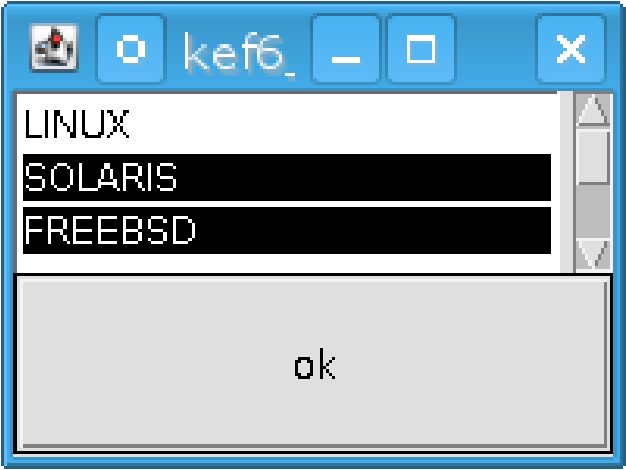 kef6_
LINUX
SOLARIS
FREEBSD
ok